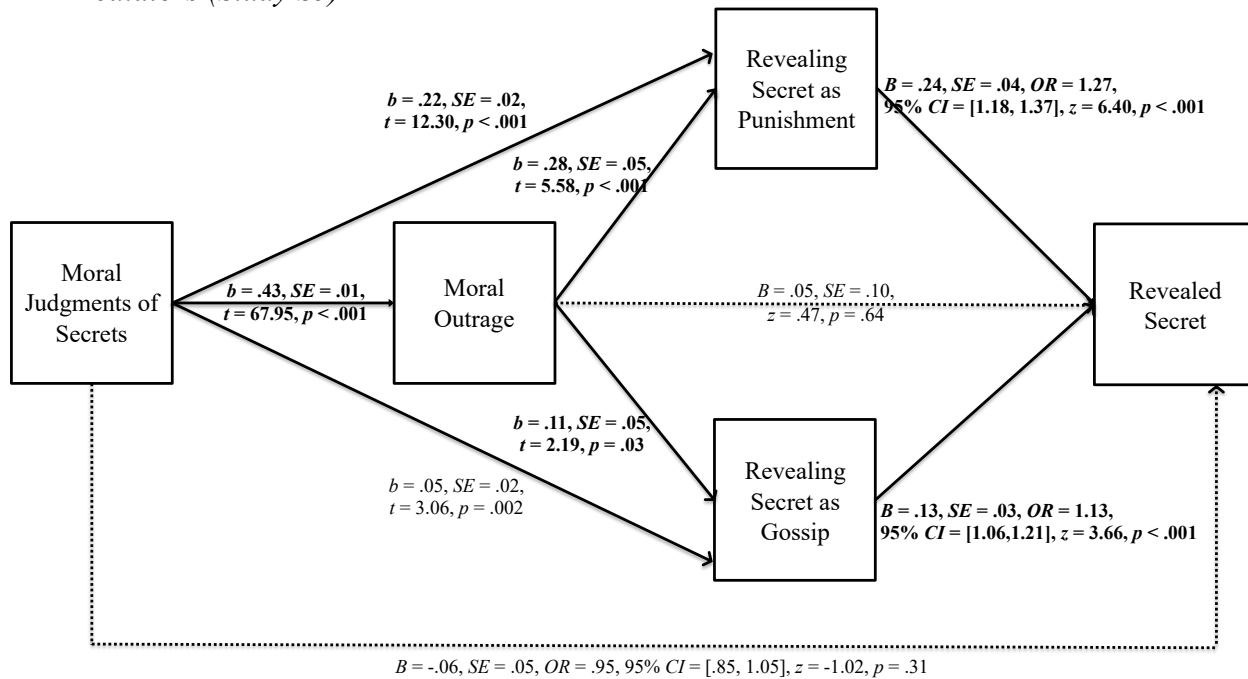 (Study 3b)
Revealing
Secret as
Punishment
B = .24, SE = .04, OR = 1.27,
95% CI = [1.18, 1.37], z = 6.40, p < .001
b = .22, SE = .02,
t = 12.30, p < .001
b = .28, SE = .05,
t = 5.58, p < .001
Moral
Judgments of
Secrets
b = .43, SE = .01,
t = 67.95, p < .001
Moral
Outrage
B = .05, SE = .10,
z = .47, p = .64
Revealed
Secret
b = .11, SE = .05,
t = 2.19, p = .03
b = .05, SE = .02,
t = 3.06, p = .002
Revealing
Secret as
Gossip
B = .13, SE = .03, OR = 1.13,
95% CI = [1.06,1.21], z = 3.66, p < .001
B = -.06, SE = .05, OR = .95, 95% CI = [.85, 1.05], z = -1.02, p = .31